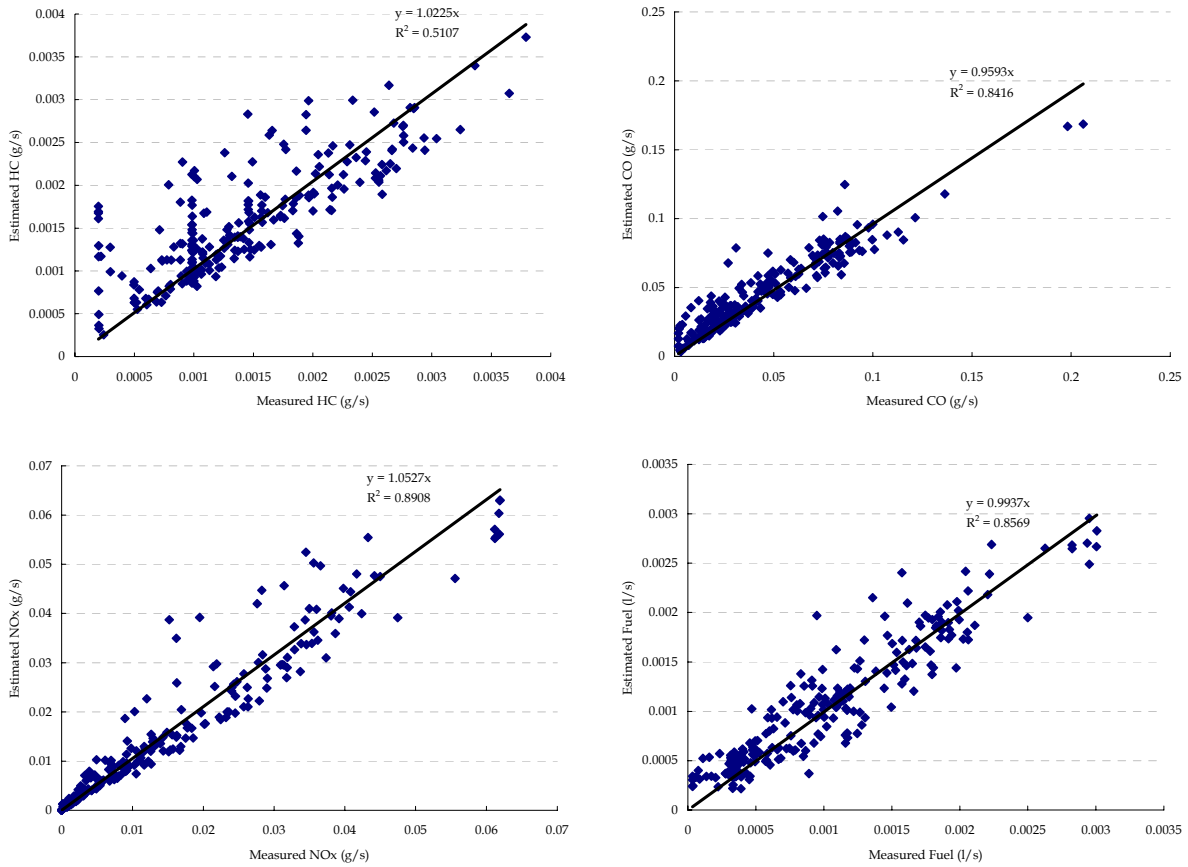 y = 1.0225x
R² = 0.5107
0.004
0.0035
0.003
0.0025
0.002
0.0015
0.001
0.0005
0
Estimated HC (g/s)
0 0.0005 0.001 0.0015 0.002 0.0025 0.003 0.0035 0.004
Measured HC (g/s)
0.25
0.2
0.15
0.1
0.05
0
Estimated CO (g/s)
y = 0.9593x
R² = 0.8416
0 0.05 0.1 0.15 0.2 0.25
Measured CO (g/s)
0.07
0.06
0.05
0.04
0.03
0.02
0.01
0
Estimated NOx (g/s)
y = 1.0527x
R² = 0.8908
0 0.01 0.02 0.03 0.04 0.05 0.06 0.07
Measured NOx (g/s)
0.0035
0.003
0.0025
0.002
0.0015
0.001
0.0005
0
Estimated Fuel (l/s)
y = 0.9937x
R² = 0.8569
0 0.0005 0.001 0.0015 0.002 0.0025 0.003 0.0035
Measured Fuel (l/s)